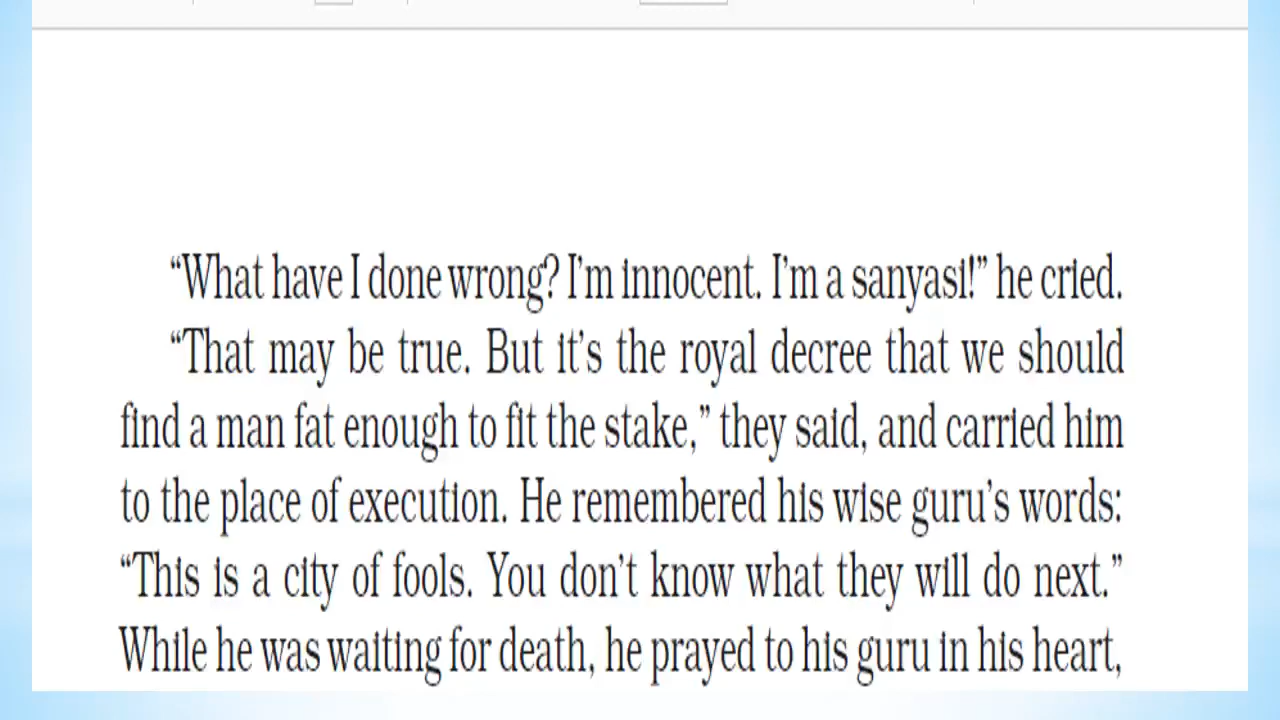 “What have I done wrong? I’m innocent. I’m a sanyasi!” he cried.
“That may be true. But it’s the royal decree that we should
find a man fat enough to fit the stake,” they said, and carried him
to the place of execution. He remembered his wise guru’s words:
“This is a city of fools. You don’t know what they will do next.”
While he was waiting for death, he prayed to his guru in his heart,